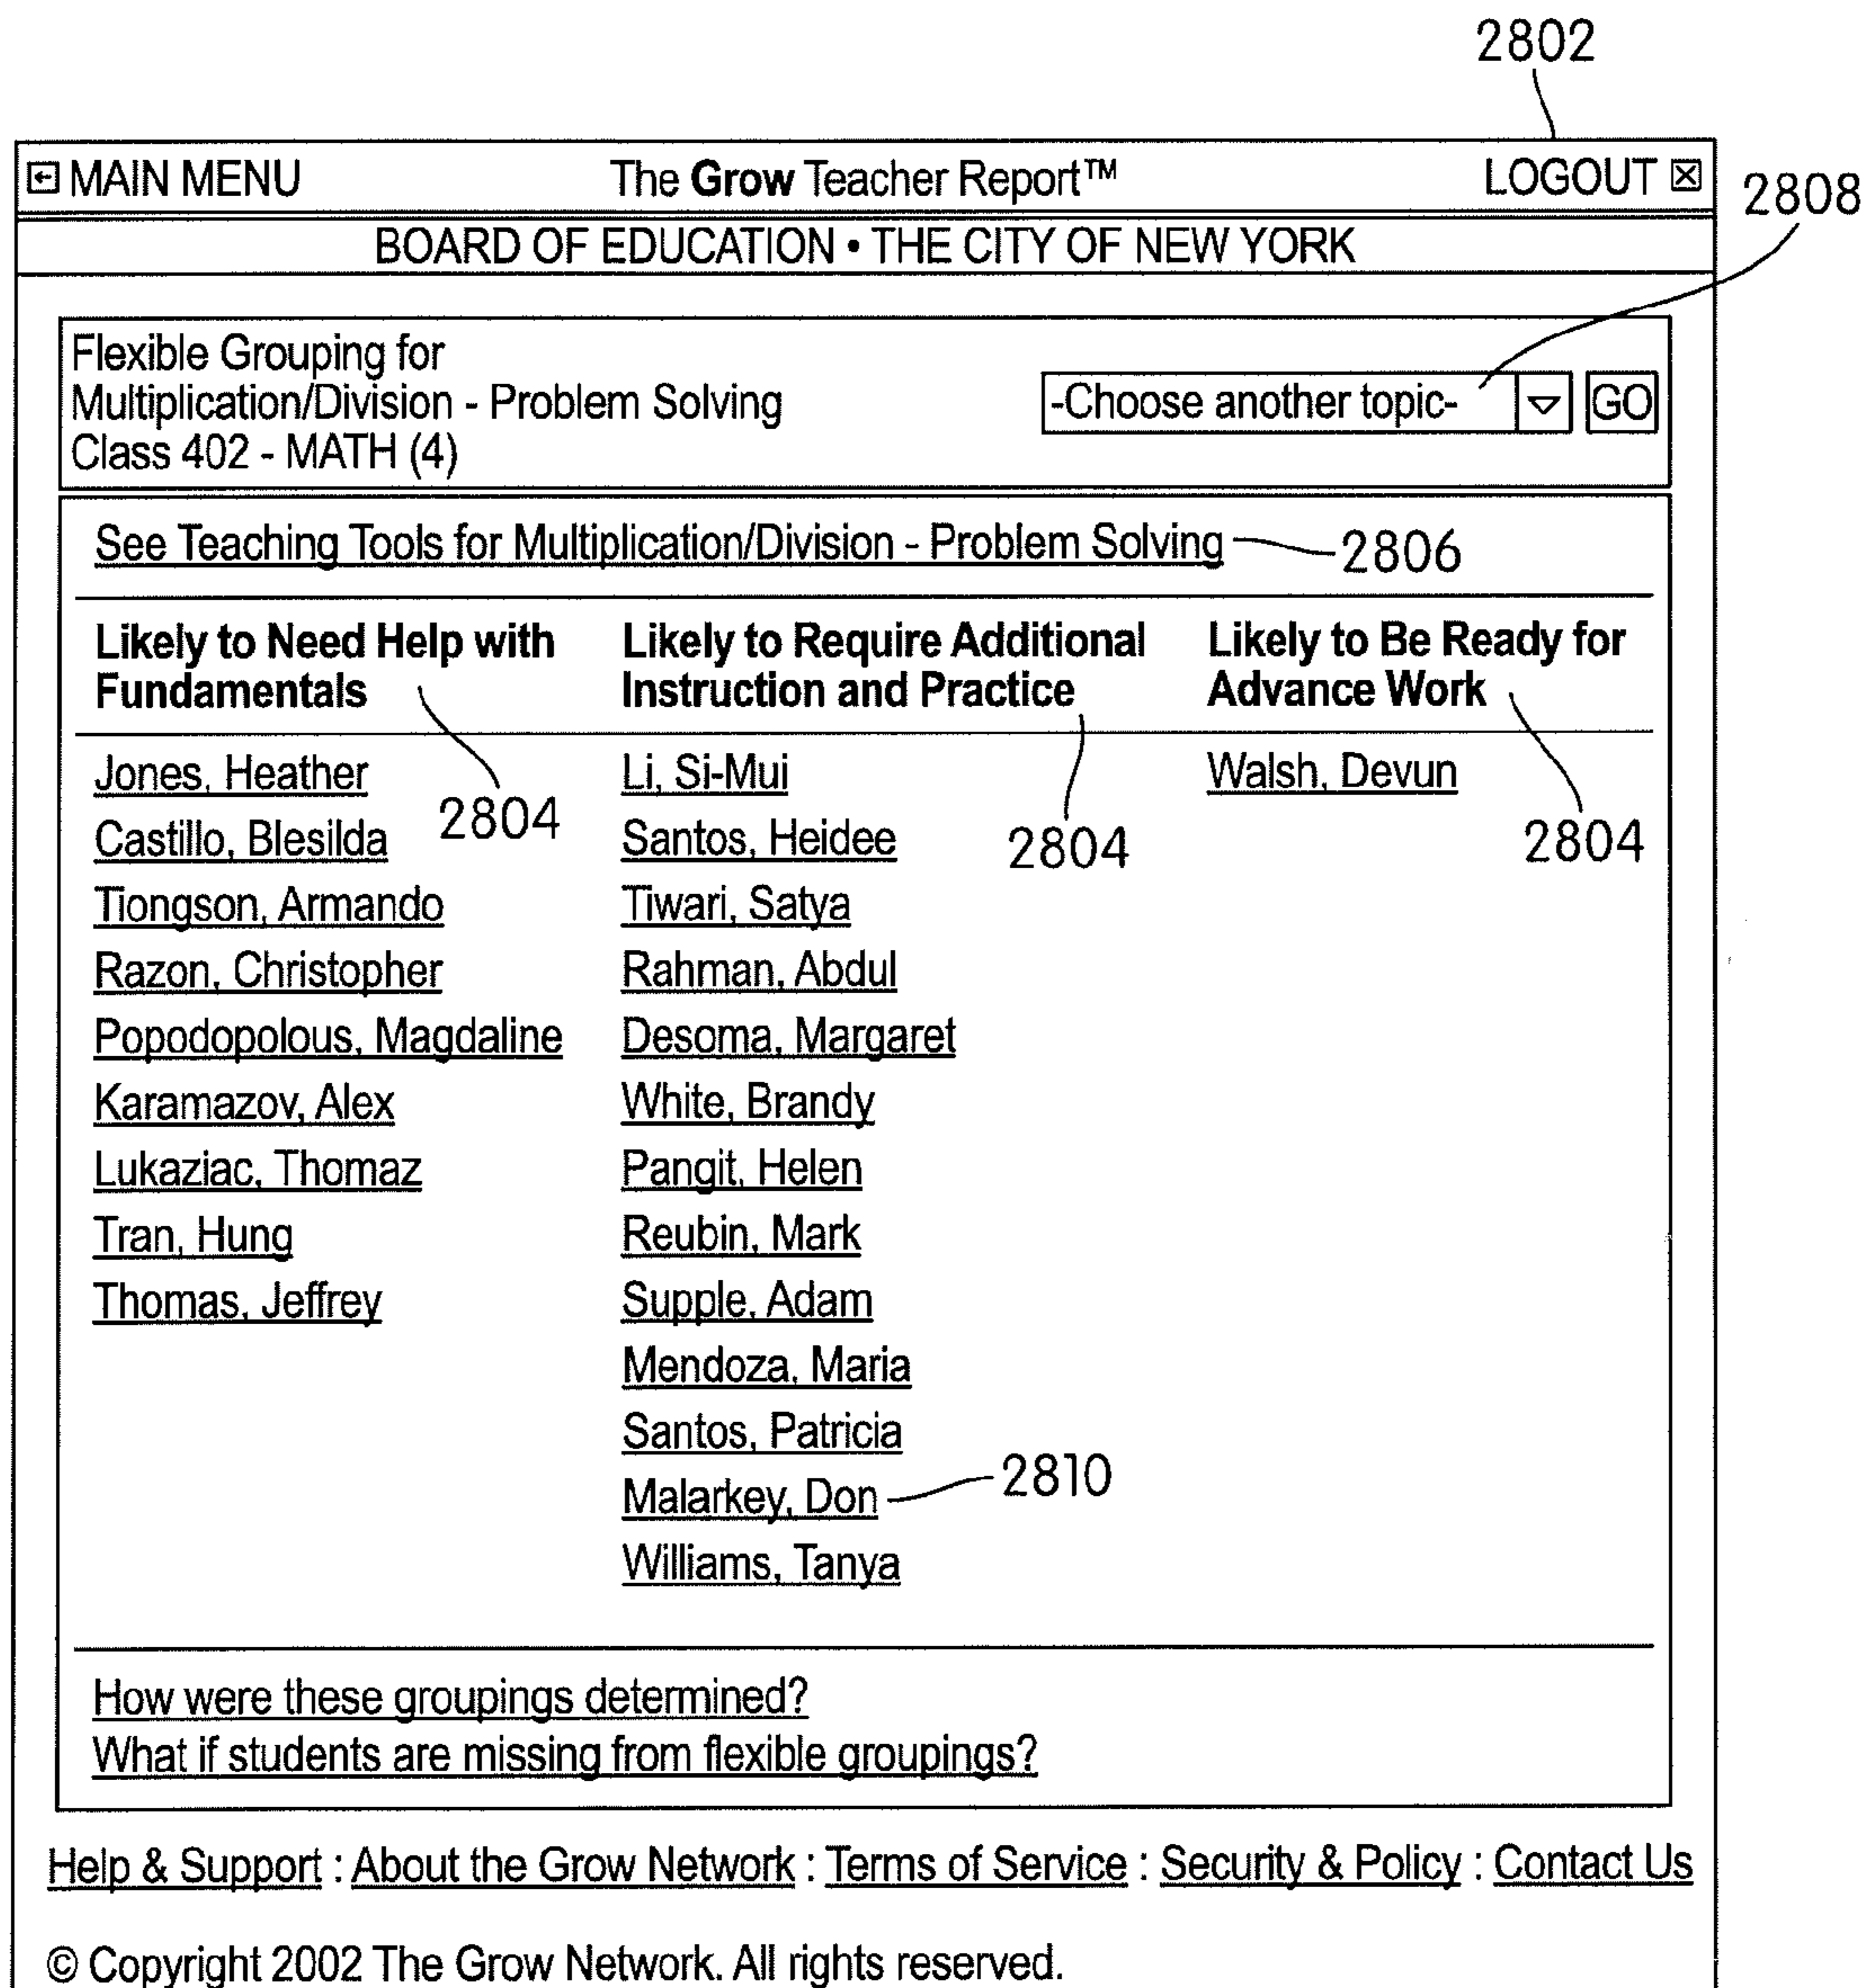 2802
MAIN MENU The Grow Teacher Report™ LOGOUT
2808
BOARD OF EDUCATION • THE CITY OF NEW YORK
Flexible Grouping for
Multiplication/Division - Problem Solving
Class 402 - MATH (4)
-Choose another topic- GO
See Teaching Tools for Multiplication/Division - Problem Solving 2806
Likely to Need Help with
Fundamentals
Likely to Require Additional
Instruction and Practice
Likely to Be Ready for
Advance Work
2804
2804
2804
Jones, Heather
Castillo, Blesilda
Tiongson, Armando
Razon, Christopher
Popodopolous, Magdaline
Karamazov, Alex
Lukaziac, Thomaz
Tran, Hung
Thomas, Jeffrey
Li, Si-Mui
Santos, Heidee
Tiwari, Satya
Rahman, Abdul
Desoma, Margaret
White, Brandy
Pangit, Helen
Reubin, Mark
Supple, Adam
Mendoza, Maria
Santos, Patricia
Malarkey, Don 2810
Williams, Tanya
Walsh, Devun
How were these groupings determined?
What if students are missing from flexible groupings?
Help & Support : About the Grow Network : Terms of Service : Security & Policy : Contact Us
© Copyright 2002 The Grow Network. All rights reserved.